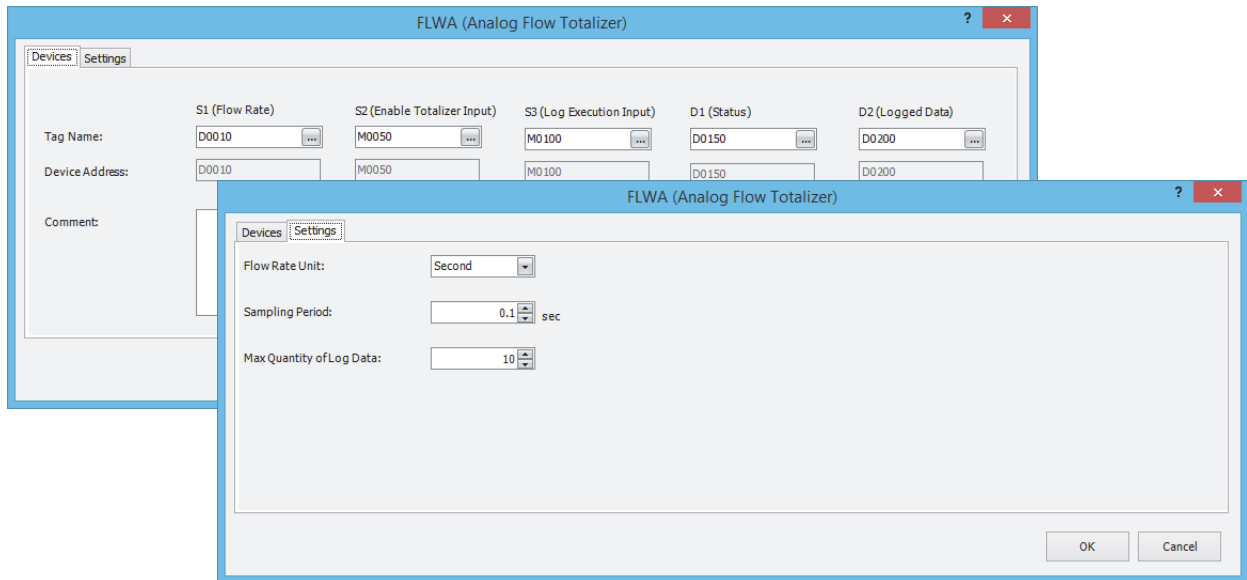 FLWA (Analog Flow Totalizer)
?
Devices Settings
S1 (Flow Rate) S2 (Enable Totalizer Input) S3 (Log Execution Input) D1 (Status) D2 (Logged Data)
Tag Name: D0010 ... M0050 ... M0100 ... D0150 ... D0200 ...
Device Address: D0010 M0050 M0100 D0150 D0200
Comment:
FLWA (Analog Flow Totalizer)
?
Devices Settings
Flow Rate Unit: Second
Sampling Period: 0.1 sec
Max Quantity of Log Data: 10
OK Cancel